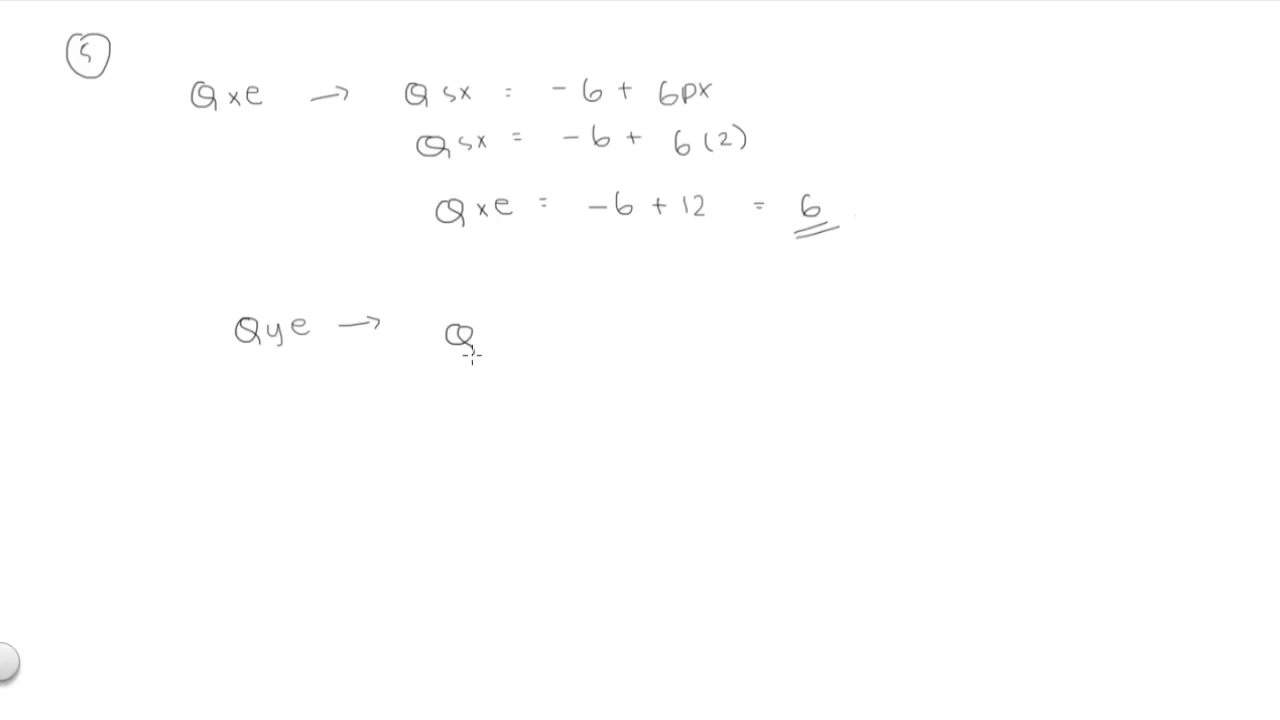 5
Qxe → Qsx = -6 + 6px
Qsx = -6 + 6(2)
Qxe = -6 + 12 = 6
Qye → Q